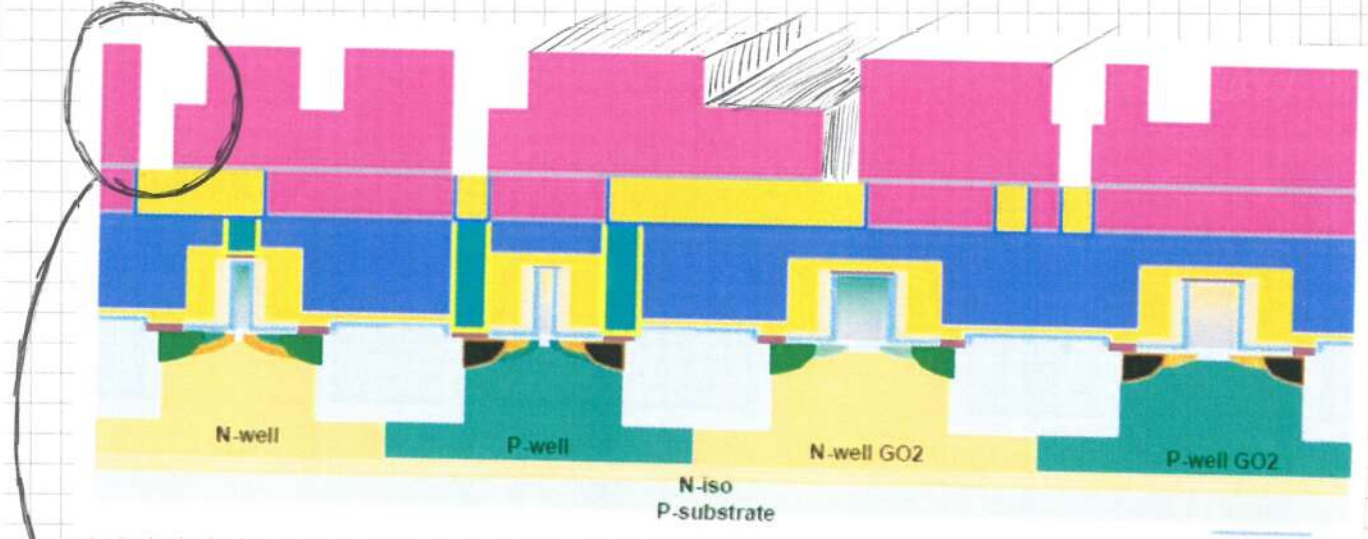 N-well
P-well
N-well GO2
P-well GO2
N-iso
P-substrate